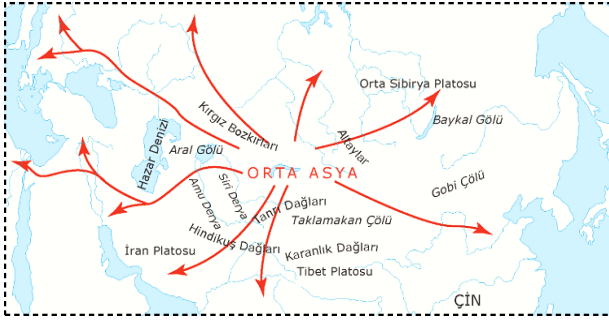 Orta Sibirya Platosu
Kırgız Bozkırları
Baykal Gölü
Hazar Denizi
Aral Gölü
Altaylar
ORTA ASYA
Gobi Çölü
Siri Derya
Amu Derya
Tanrı Dağları
Taklamakan Çölü
Hindikuş Dağları
İran Platosu
Karanlık Dağları
Tibet Platosu
ÇİN